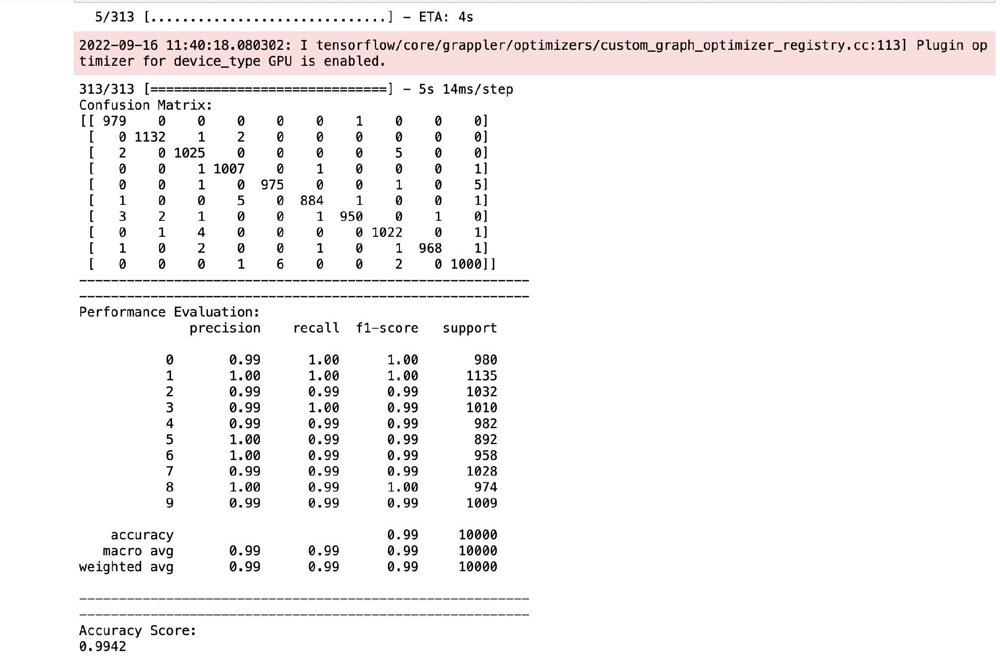 5/313 [..............................] - ETA: 4s
2022-09-16 11:40:18.080302: I tensorflow/core/grappler/optimizers/custom_graph_optimizer_registry.cc:113] Plugin op
timizer for device_type GPU is enabled.
313/313 [==============================] - 5s 14ms/step
Confusion Matrix:
[[ 979    0    0    0    0    0    1    0    0    0]
 [   0 1132    1    2    0    0    0    0    0    0]
 [   2    0 1025    0    0    0    0    5    0    0]
 [   0    0    1 1007    0    1    0    0    0    1]
 [   0    0    1    0  975    0    0    1    0    5]
 [   1    0    0    5    0  884    1    0    0    1]
 [   3    2    1    0    0    1  950    0    1    0]
 [   0    1    4    0    0    0    0 1022    0    1]
 [   1    0    2    0    0    1    0    1  968    1]
 [   0    0    0    1    6    0    0    2    0 1000]]
---------------------------------------------------------
---------------------------------------------------------
Performance Evaluation:
              precision    recall  f1-score   support
           0       0.99      1.00      1.00       980
           1       1.00      1.00      1.00      1135
           2       0.99      0.99      0.99      1032
           3       0.99      1.00      0.99      1010
           4       0.99      0.99      0.99       982
           5       1.00      0.99      0.99       892
           6       1.00      0.99      0.99       958
           7       0.99      0.99      0.99      1028
           8       1.00      0.99      1.00       974
           9       0.99      0.99      0.99      1009
    accuracy                           0.99     10000
   macro avg       0.99      0.99      0.99     10000
weighted avg       0.99      0.99      0.99     10000
---------------------------------------------------------
---------------------------------------------------------
Accuracy Score:
0.9942